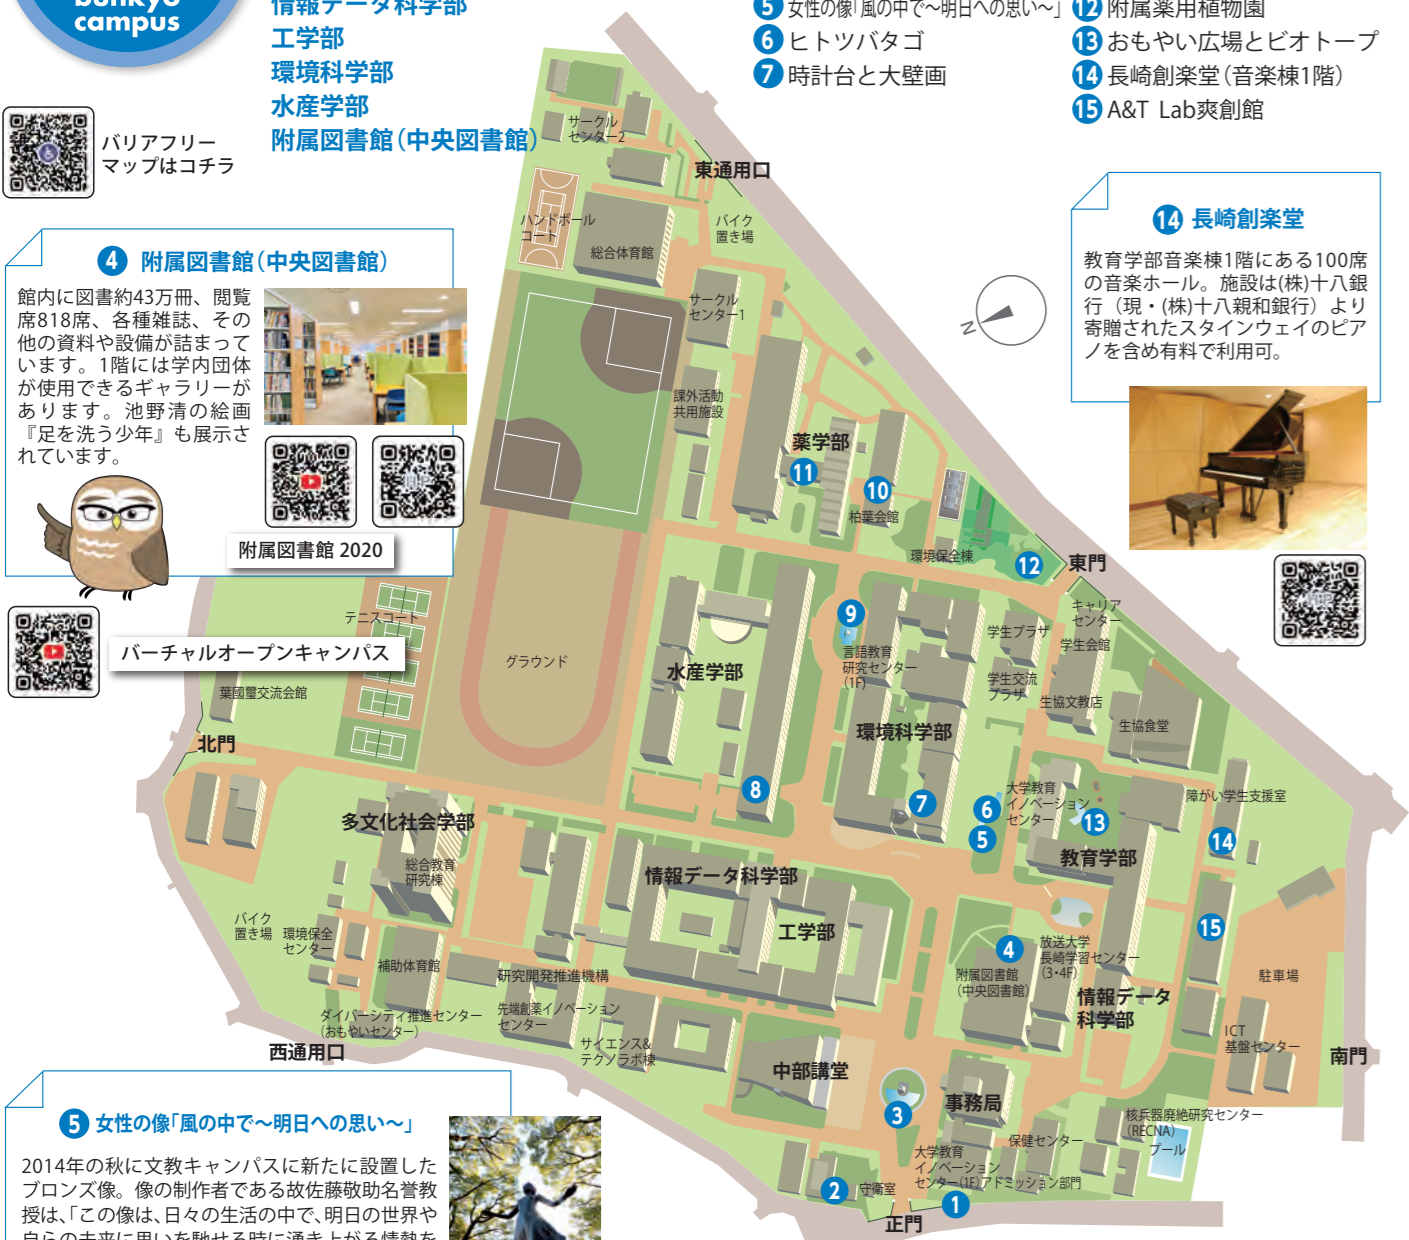 bunkyo
campus
情報データ科学部
工学部
環境科学部
水産学部
附属図書館(中央図書館)
5 女性の像「風の中で〜明日への思い〜」
6 ヒトツバタゴ
7 時計台と大壁画
12 附属薬用植物園
13 おもやい広場とビオトープ
14 長崎創楽堂(音楽棟1階)
15 A&T Lab爽創館
バリアフリー
マップはコチラ
4 附属図書館(中央図書館)
館内に図書約43万冊、閲覧
席818席、各種雑誌、その
他の資料や設備が詰まって
います。1階には学内団体
が使用できるギャラリーが
あります。池野清の絵画
『足を洗う少年』も展示さ
れています。
HP
附属図書館 2020
バーチャルオープンキャンパス
14 長崎創楽堂
教育学部音楽棟1階にある100席
の音楽ホール。施設は(株)十八銀
行（現・(株)十八親和銀行）より
寄贈されたスタインウェイのピア
ノを含め有料で利用可。
HP
N
サークル
センター2
東通用口
ハンドボール
コート
総合体育館
バイク
置き場
サークル
センター1
課外活動
共用施設
薬学部
11
10
柏葉会館
環境保全棟
12
東門
キャリア
センター
学生プラザ
学生会館
学生交流
プラザ
生協文教店
生協食堂
9
言語教育
研究センター
(1F)
環境科学部
水産学部
テニスコート
グラウンド
葉國璽交流会館
北門
8
7
6
5
大学教育
イノベーション
センター
13
教育学部
障がい学生支援室
14
15
多文化社会学部
総合教育
研究棟
情報データ科学部
工学部
バイク
置き場
環境保全
センター
補助体育館
研究開発推進機構
先端創薬イノベーション
センター
ダイバーシティ推進センター
(おもやいセンター)
西通用口
サイエンス&
テクノラボ棟
4
附属図書館
(中央図書館)
放送大学
長崎学習センター
(3・4F)
情報データ
科学部
駐車場
ICT
基盤センター
南門
中部講堂
3
事務局
保健センター
核兵器廃絶研究センター
(RECNA)
プール
大学教育
イノベーション
センター(1F)アドミッション部門
2
守衛室
1
正門
5 女性の像「風の中で〜明日への思い〜」
2014年の秋に文教キャンパスに新たに設置した
ブロンズ像。像の制作者である故佐藤敬助名誉教
授は、「この像は、日々の生活の中で、明日の世界や
自らの未来に思いを馳せる時に湧き上がる情熱を